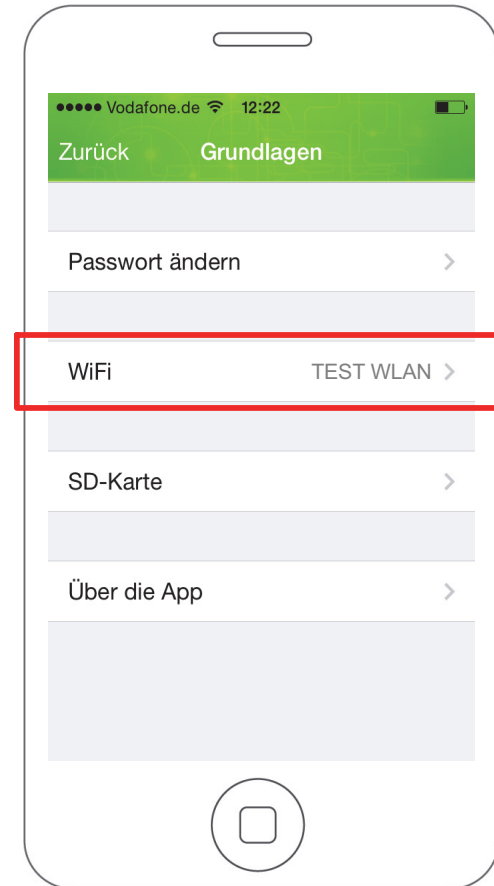 Vodafone.de 12:22
Zurück Grundlagen
Passwort ändern
WiFi TEST WLAN
SD-Karte
Über die App